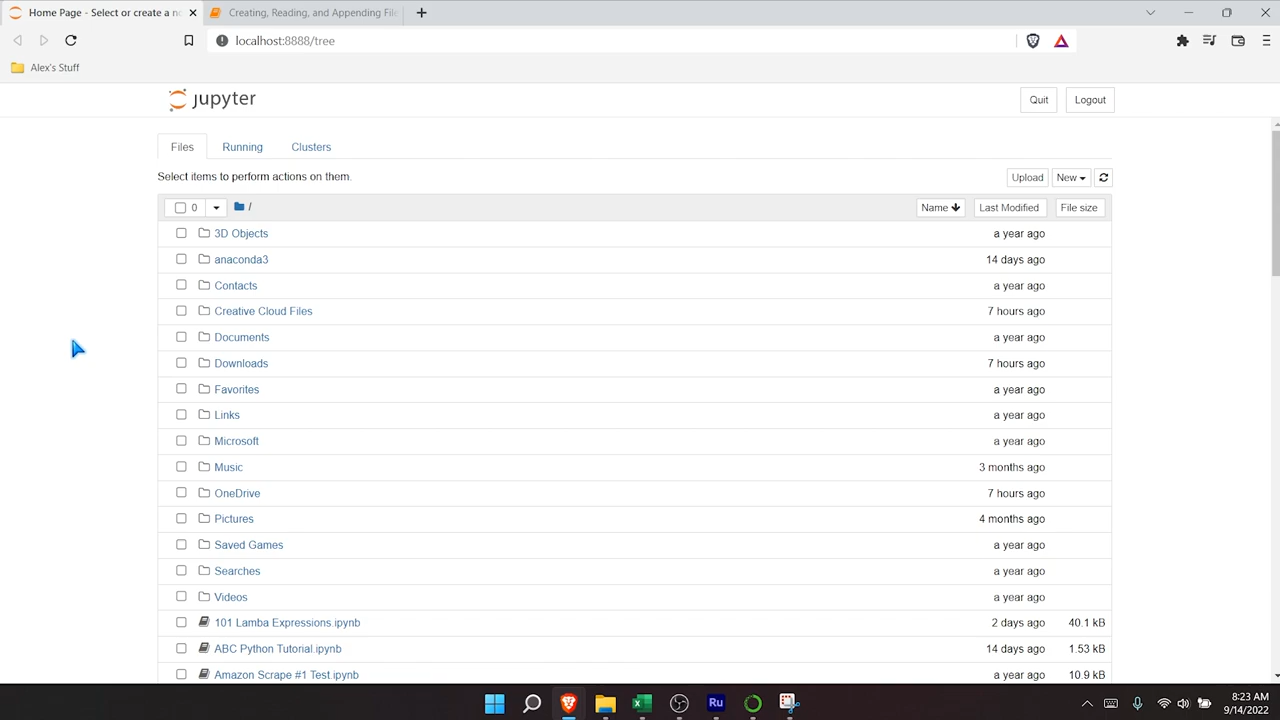 Home Page - Select or create a n
Creating, Reading, and Appending File
localhost:8888/tree
Alex's Stuff
jupyter
Quit
Logout
Files
Running
Clusters
Select items to perform actions on them.
Upload
New
0
/
Name
Last Modified
File size
3D Objects
a year ago
anaconda3
14 days ago
Contacts
a year ago
Creative Cloud Files
7 hours ago
Documents
a year ago
Downloads
7 hours ago
Favorites
a year ago
Links
a year ago
Microsoft
a year ago
Music
3 months ago
OneDrive
7 hours ago
Pictures
4 months ago
Saved Games
a year ago
Searches
a year ago
Videos
a year ago
101 Lamba Expressions.ipynb
2 days ago
40.1 kB
ABC Python Tutorial.ipynb
14 days ago
1.53 kB
Amazon Scrape #1 Test.ipynb
a year ago
10.9 kB
Ru
8:23 AM
9/14/2022